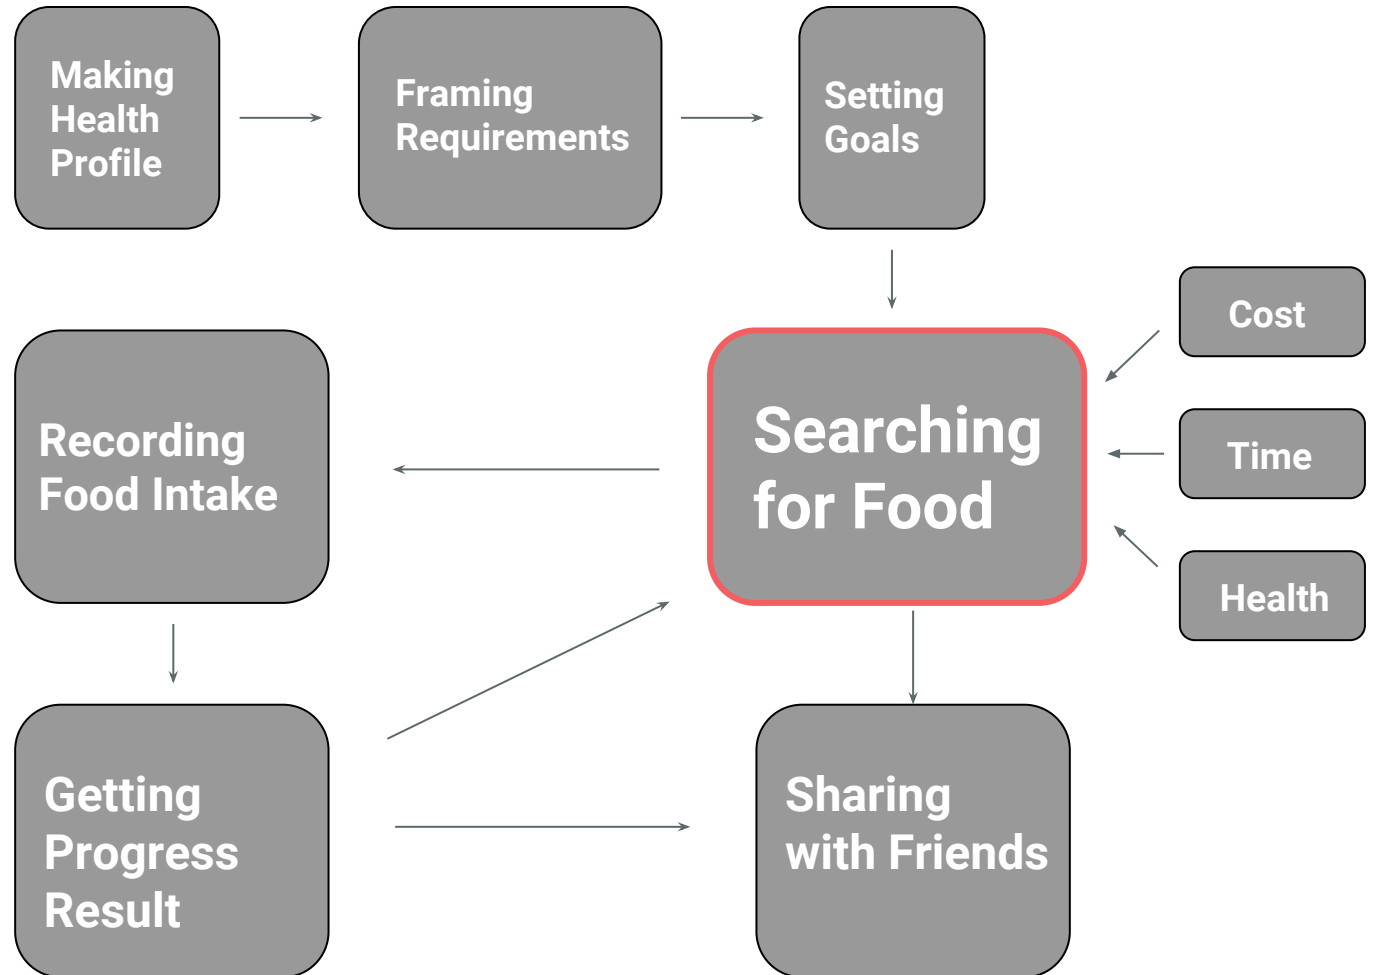 Making
Health
Profile
Framing
Requirements
Setting
Goals
Cost
Time
Health
Searching
for Food
Recording
Food Intake
Getting
Progress
Result
Sharing
with Friends